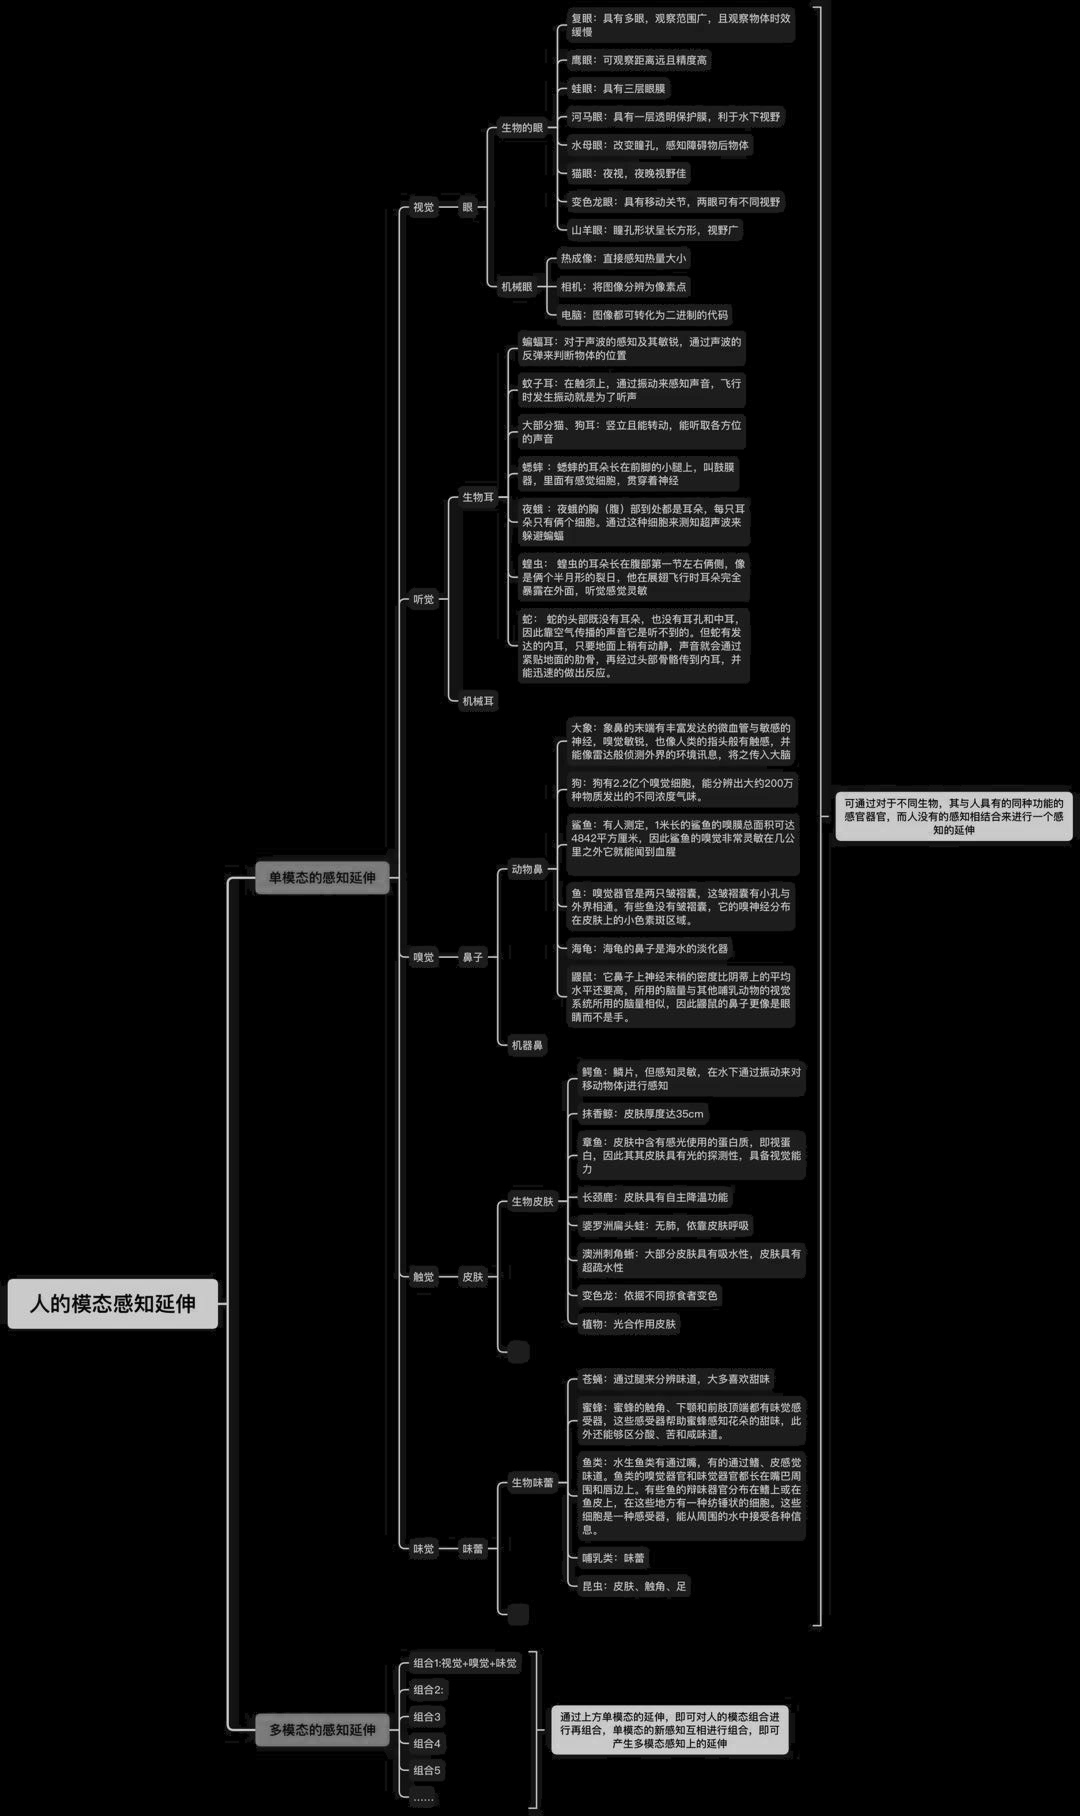 人的模态感知延伸
单模态的感知延伸
视觉
眼
生物的眼
复眼：具有多眼，观察范围广，且观察物体时效
缓慢
鹰眼：可观察距离远且精度高
蛙眼：具有三层眼膜
河马眼：具有一层透明保护膜，利于水下视野
水母眼：改变瞳孔，感知障碍物后物体
猫眼：夜视，夜晚视野佳
变色龙眼：具有移动关节，两眼可有不同视野
山羊眼：瞳孔形状呈长方形，视野广
机械眼
热成像：直接感知热量大小
相机：将图像分辨为像素点
电脑：图像都可转化为二进制的代码
听觉
生物耳
蝙蝠耳：对于声波的感知及其敏锐，通过声波的
反弹来判断物体的位置
蚊子耳：在触须上，通过振动来感知声音，飞行
时发生振动就是为了听声
大部分猫、狗耳：竖立且能转动，能听取各方位
的声音
蟋蟀 ：蟋蟀的耳朵长在前脚的小腿上，叫鼓膜
器，里面有感觉细胞，贯穿着神经
夜蛾 ：夜蛾的胸（腹）部到处都是耳朵，每只耳
朵只有俩个细胞。通过这种细胞来测知超声波来
躲避蝙蝠
蝗虫： 蝗虫的耳朵长在腹部第一节左右俩侧，像
是俩个半月形的裂日，他在展翅飞行时耳朵完全
暴露在外面，听觉感觉灵敏
蛇： 蛇的头部既没有耳朵，也没有耳孔和中耳，
因此靠空气传播的声音它是听不到的。但蛇有发
达的内耳，只要地面上稍有动静，声音就会通过
紧贴地面的肋骨，再经过头部骨骼传到内耳，并
能迅速的做出反应。
机械耳
嗅觉
鼻子
动物鼻
大象：象鼻的末端有丰富发达的微血管与敏感的
神经，嗅觉敏锐，也像人类的指头般有触感，并
能像雷达般侦测外界的环境讯息，将之传入大脑
狗：狗有2.2亿个嗅觉细胞，能分辨出大约200万
种物质发出的不同浓度气味。
鲨鱼：有人测定，1米长的鲨鱼的嗅膜总面积可达
4842平方厘米，因此鲨鱼的嗅觉非常灵敏在几公
里之外它就能闻到血腥
鱼：嗅觉器官是两只皱褶囊，这皱褶囊有小孔与
外界相通。有些鱼没有皱褶囊，它的嗅神经分布
在皮肤上的小色素斑区域。
海龟：海龟的鼻子是海水的淡化器
鼹鼠：它鼻子上神经末梢的密度比阴蒂上的平均
水平还要高，所用的脑量与其他哺乳动物的视觉
系统所用的脑量相似，因此鼹鼠的鼻子更像是眼
睛而不是手。
机器鼻
触觉
皮肤
生物皮肤
鳄鱼：鳞片，但感知灵敏，在水下通过振动来对
移动物体j进行感知
抹香鲸：皮肤厚度达35cm
章鱼：皮肤中含有感光使用的蛋白质，即视蛋
白，因此其其皮肤具有光的探测性，具备视觉能
力
长颈鹿：皮肤具有自主降温功能
婆罗洲扁头蛙：无肺，依靠皮肤呼吸
澳洲刺角蜥：大部分皮肤具有吸水性，皮肤具有
超疏水性
变色龙：依据不同掠食者变色
植物：光合作用皮肤
味觉
味蕾
生物味蕾
苍蝇：通过腿来分辨味道，大多喜欢甜味
蜜蜂：蜜蜂的触角、下颚和前肢顶端都有味觉感
受器，这些感受器帮助蜜蜂感知花朵的甜味，此
外还能够区分酸、苦和咸味道。
鱼类：水生鱼类有通过嘴，有的通过鳍、皮感觉
味道。鱼类的嗅觉器官和味觉器官都长在嘴巴周
围和唇边上。有些鱼的辩味器官分布在鳍上或在
鱼皮上，在这些地方有一种纺锤状的细胞。这些
细胞是一种感受器，能从周围的水中接受各种信
息。
哺乳类：味蕾
昆虫：皮肤、触角、足
可通过对于不同生物，其与人具有的同种功能的
感官器官，而人没有的感知相结合来进行一个感
知的延伸
多模态的感知延伸
组合1:视觉+嗅觉+味觉
组合2:
组合3
组合4
组合5
……
通过上方单模态的延伸，即可对人的模态组合进
行再组合，单模态的新感知互相进行组合，即可
产生多模态感知上的延伸